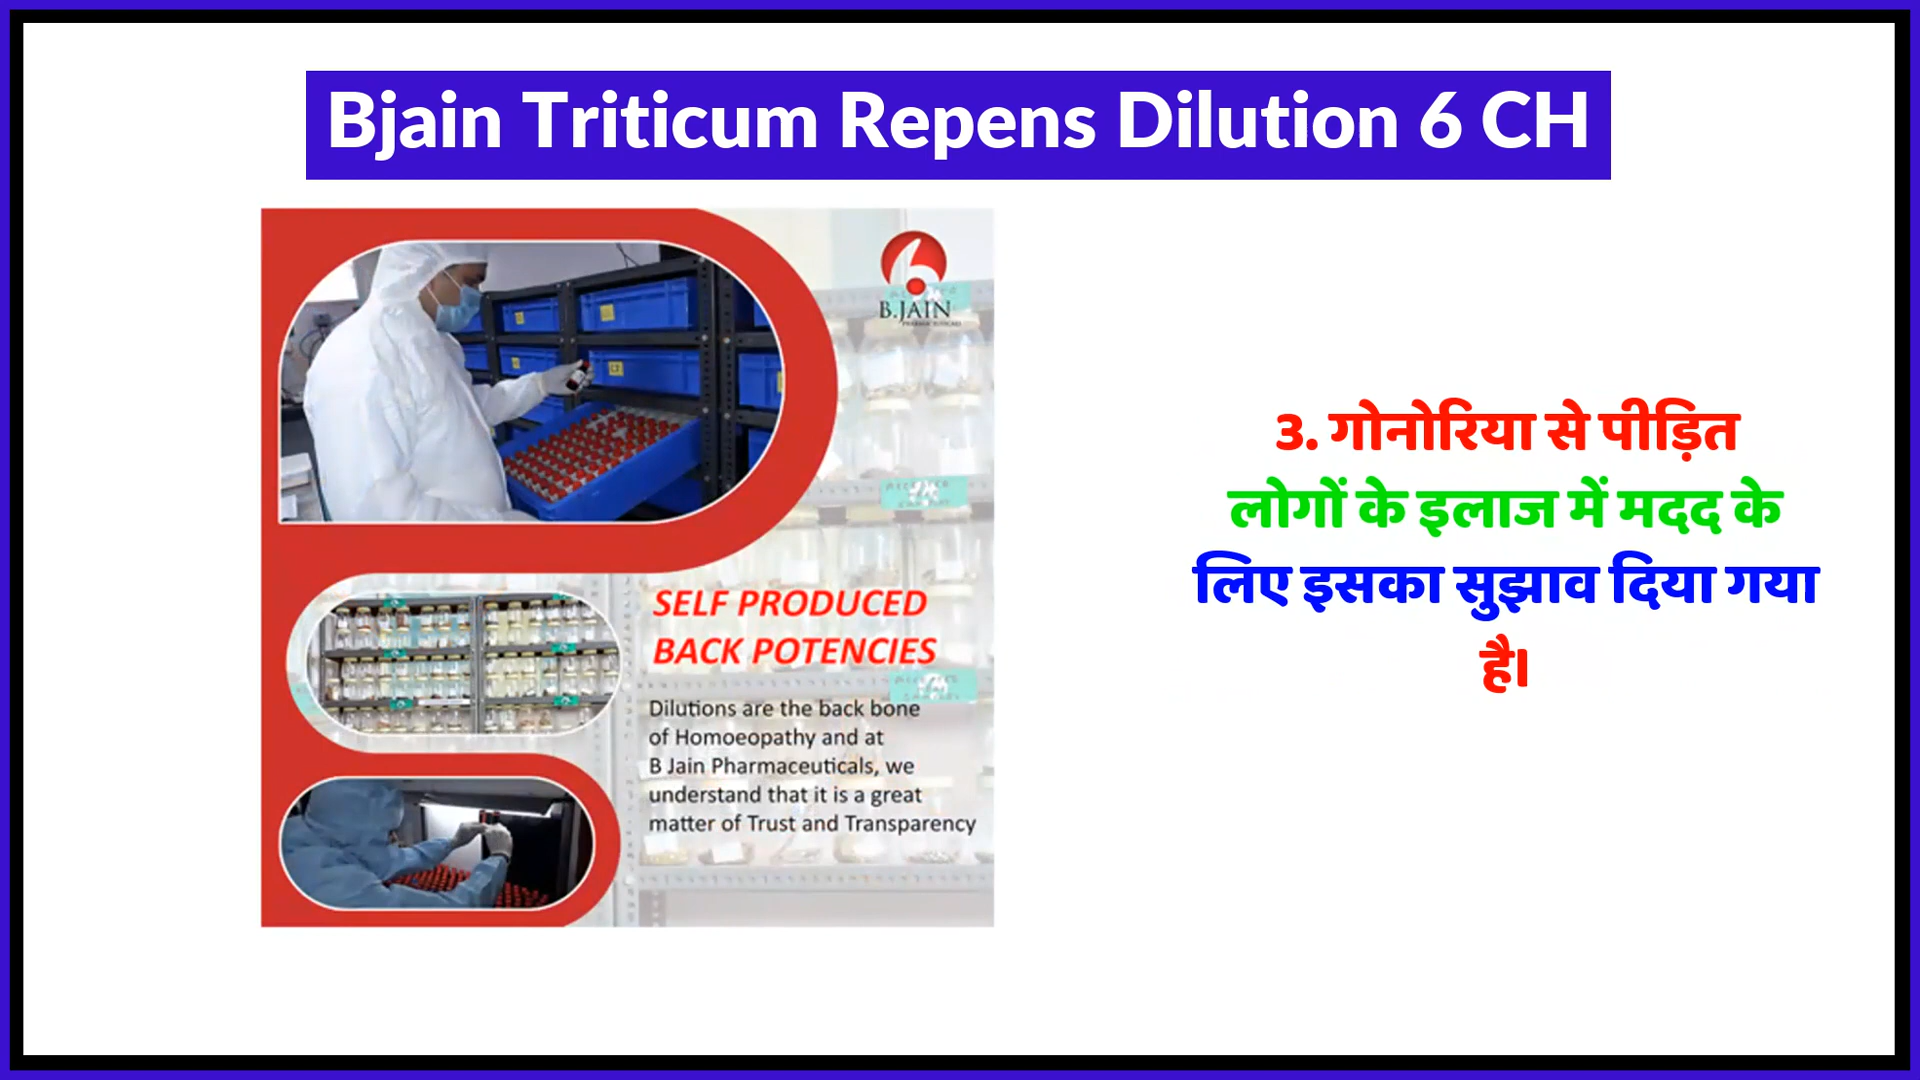 Bjain Triticum Repens Dilution 6 CH
B.JAIN
PHARMACEUTICALS
3. गोनोरिया से पीड़ित
लोगों के इलाज में मदद के
लिए इसका सुझाव दिया गया
है।
SELF PRODUCED
BACK POTENCIES
Dilutions are the back bone
of Homoeopathy and at
B Jain Pharmaceuticals, we
understand that it is a great
matter of Trust and Transparency